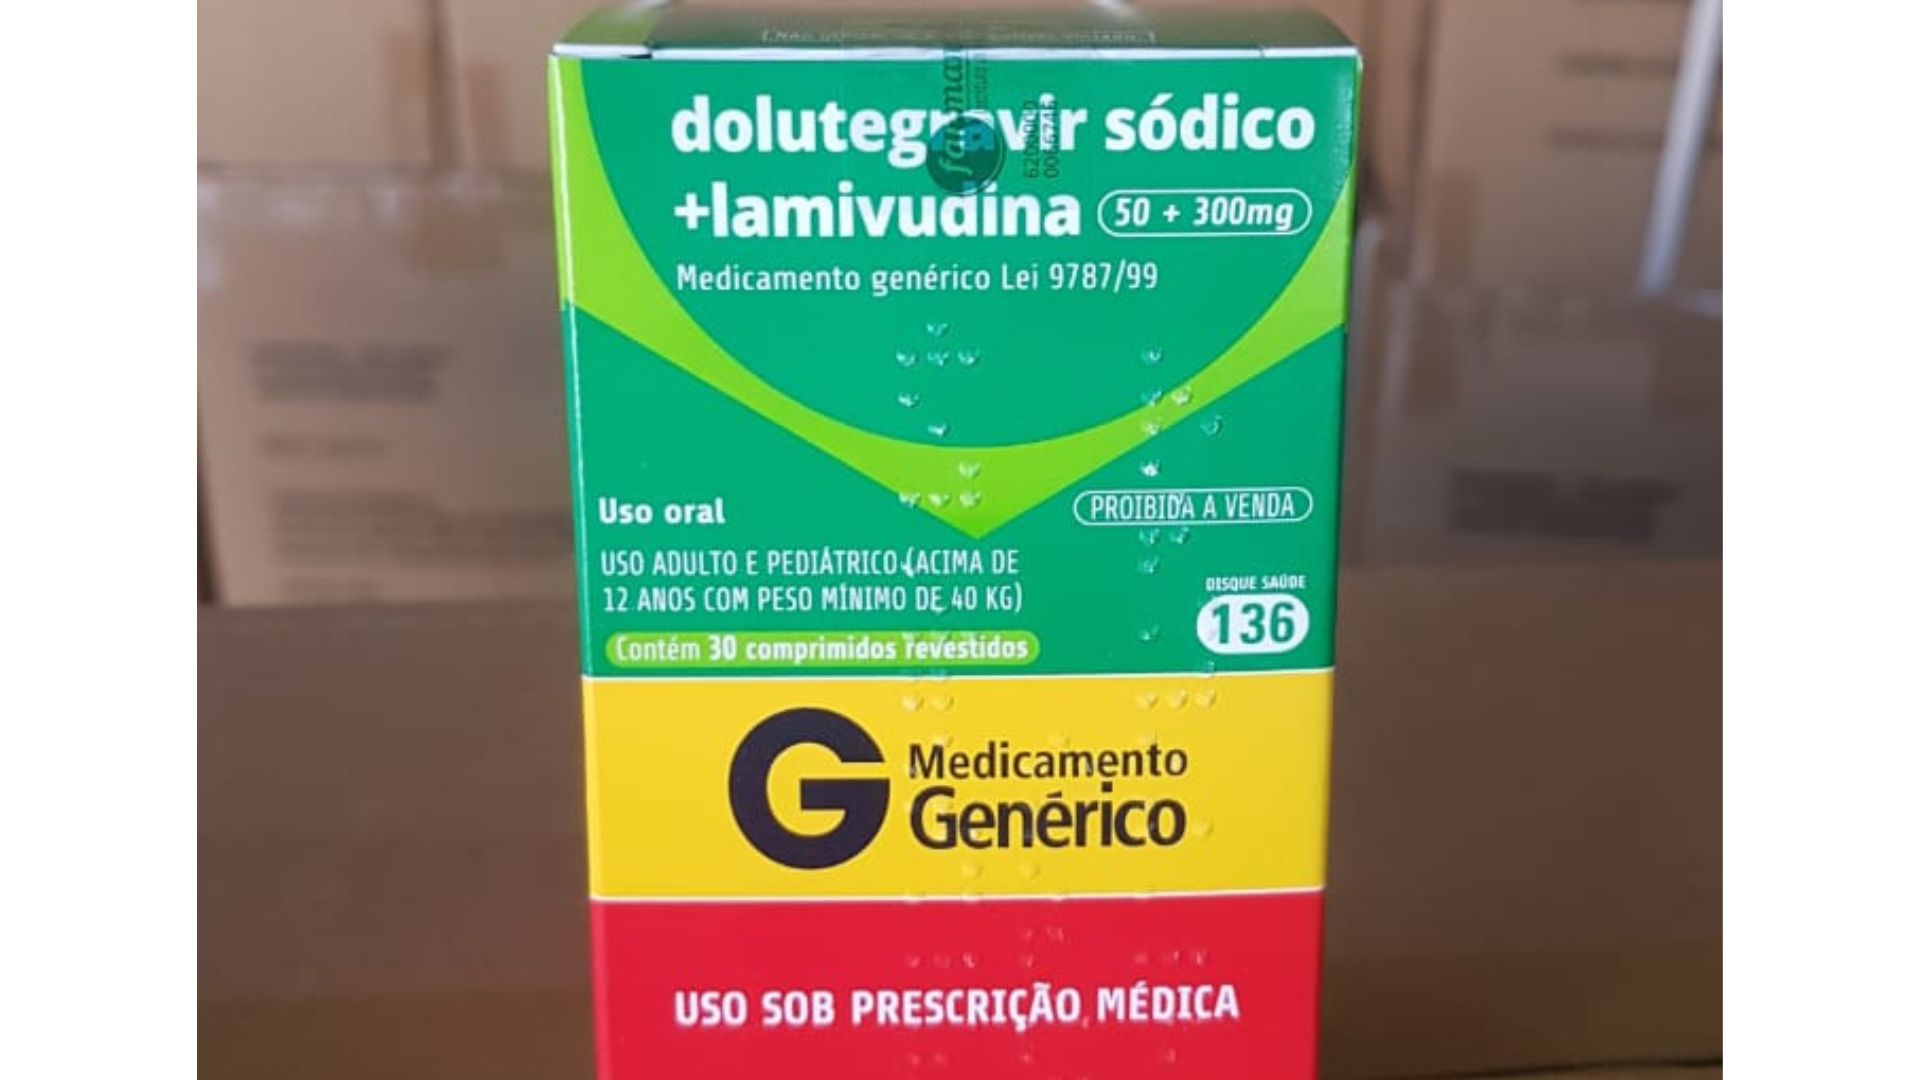 dolutegravir sódico
+lamivudina 50 + 300mg
Medicamento genérico Lei 9787/99
Uso oral
PROIBIDA A VENDA
USO ADULTO E PEDIÁTRICO (ACIMA DE
12 ANOS COM PESO MÍNIMO DE 40 KG)
DISQUE SAÚDE
136
Contém 30 comprimidos revestidos
G Medicamento
Genérico
USO SOB PRESCRIÇÃO MÉDICA